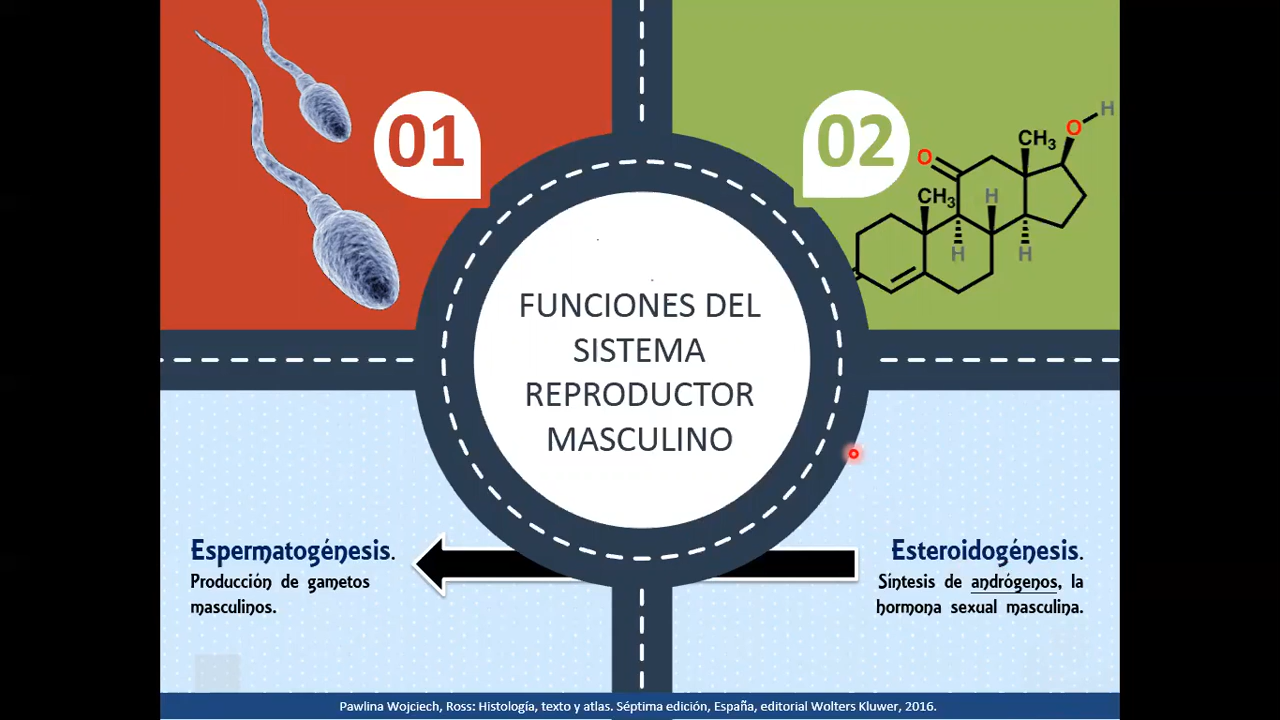 01
02
O
H
CH3
O
CH3
H
H
H
FUNCIONES DEL
SISTEMA
REPRODUCTOR
MASCULINO
Espermatogénesis.
Producción de gametos
masculinos.
Esteroidogénesis.
Síntesis de andrógenos, la
hormona sexual masculina.
Pawlina Wojciech, Ross: Histología, texto y atlas. Séptima edición, España, editorial Wolters Kluwer, 2016.